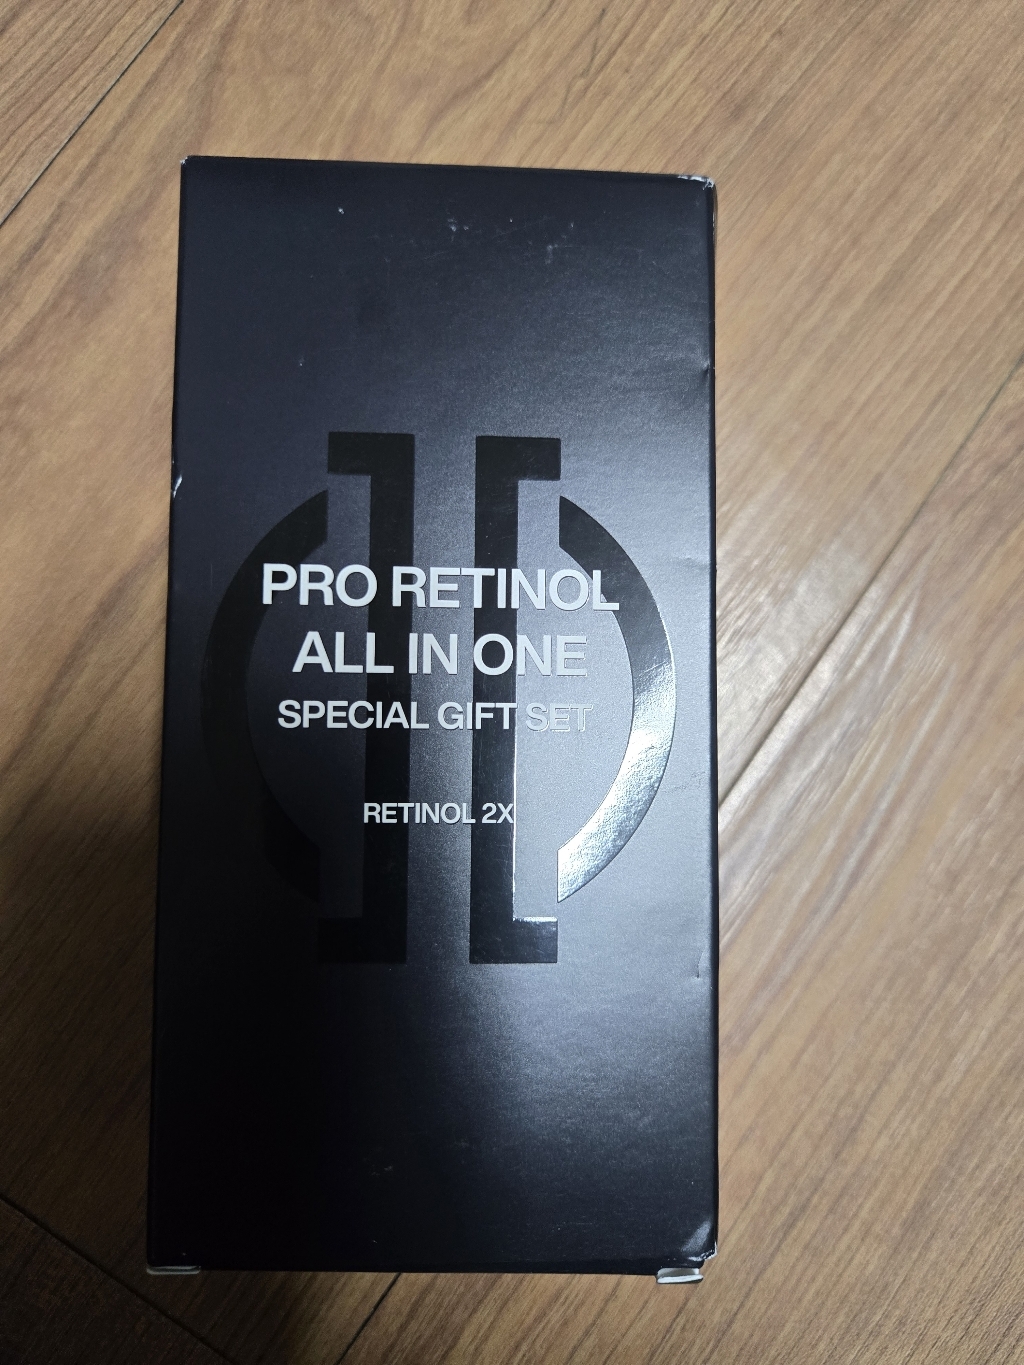 PRO RETINOL
ALL IN ONE
SPECIAL GIFT SET
RETINOL 2X